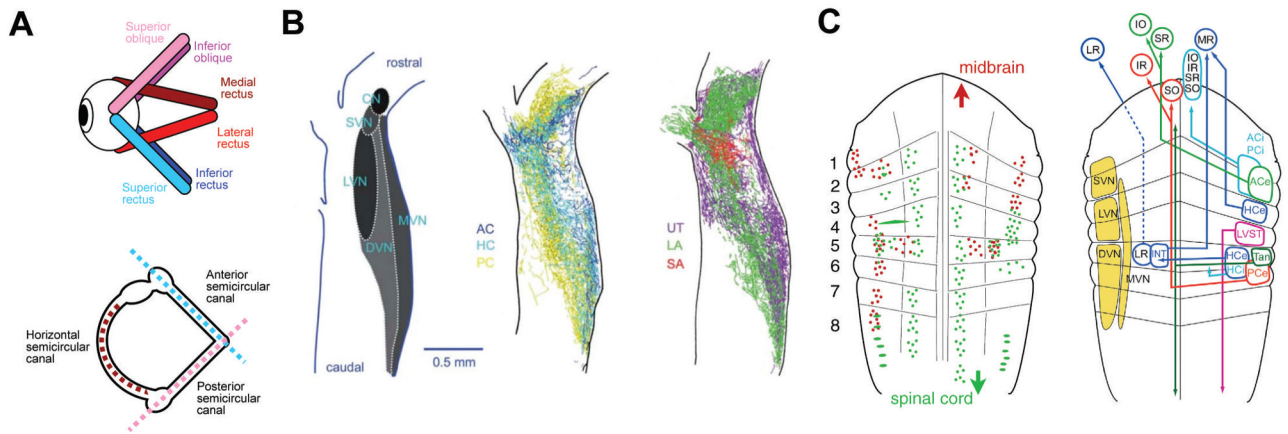 A
Superior
oblique
Inferior
oblique
Medial
rectus
Lateral
rectus
Inferior
rectus
Superior
rectus
Anterior
semicircular
canal
Horizontal
semicircular
canal
Posterior
semicircular
canal
B
rostral
CN
SVN
LVN
MVN
DVN
caudal
0.5 mm
AC
HC
PC
UT
LA
SA
C
midbrain
1
2
3
4
5
6
7
8
spinal cord
LR
IO
SR
IR
SO
IO
IR
SR
SO
MR
ACi
PCi
ACe
HCe
LVST
SVN
LVN
DVN
MVN
LR
INT
HCe
HCi
Tan
PCe